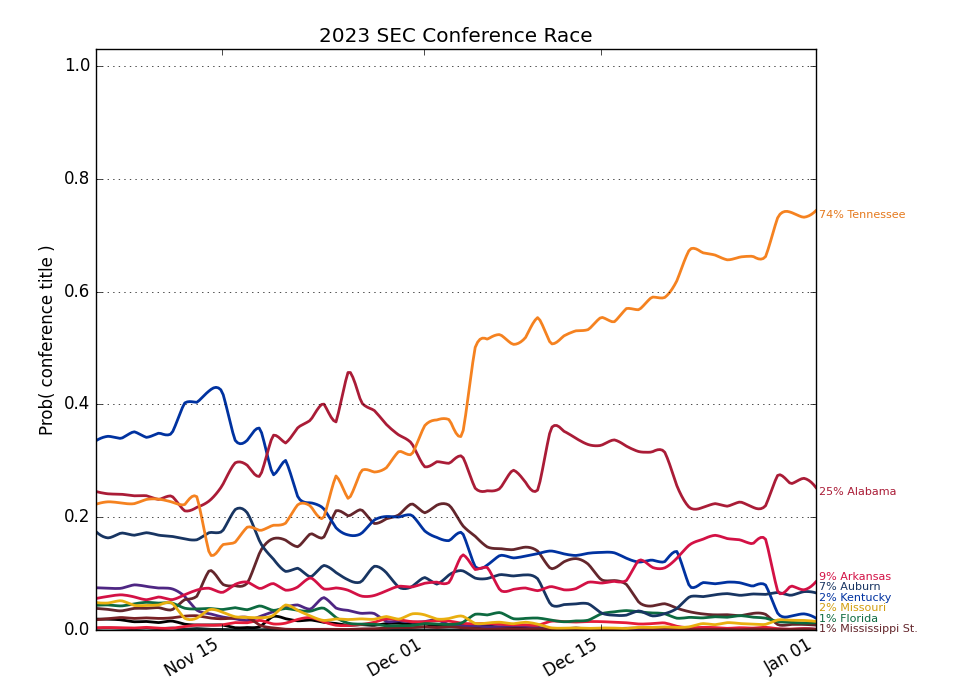 2023 SEC Conference Race
Prob( conference title )
1.0
0.8
0.6
0.4
0.2
0.0
Nov 15
Dec 01
Dec 15
Jan 01
74% Tennessee
25% Alabama
9% Arkansas
7% Auburn
2% Kentucky
2% Missouri
1% Florida
1% Mississippi St.